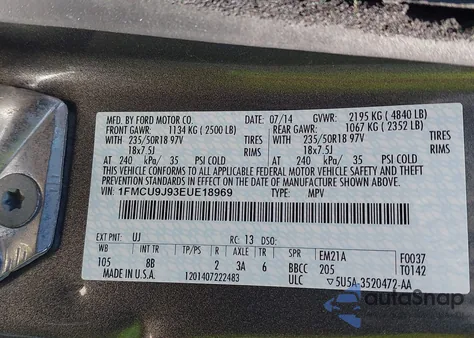 MFD. BY FORD MOTOR CO. 07/14 GVWR: 2195 KG ( 4840 LB)
FRONT GAWR: 1134 KG ( 2500 LB) REAR GAWR: 1067 KG ( 2352 LB)
WITH 235/50R18 97V TIRES WITH 235/50R18 97V TIRES
18x7.5J RIMS 18x7.5J RIMS
AT 240 kPa/ 35 PSI COLD AT 240 kPa/ 35 PSI COLD
THIS VEHICLE CONFORMS TO ALL APPLICABLE FEDERAL MOTOR VEHICLE SAFETY
AND THEFT PREVENTION STANDARDS IN EFFECT ON THE DATE OF MANUFACTURE SHOWN ABOVE.
VIN: 1FMCU9J93EUE18969 TYPE: MPV
EXT PNT: UJ RC: 13 DSO:
WB INT TR TP/PS R AXLE TR SPR EM21A F0037
105 8B 2 3A 6 BBCC 205 T0142
MADE IN U.S.A. 1201407222483 ULC ▽5U5A-3520472-AA
autoSnap